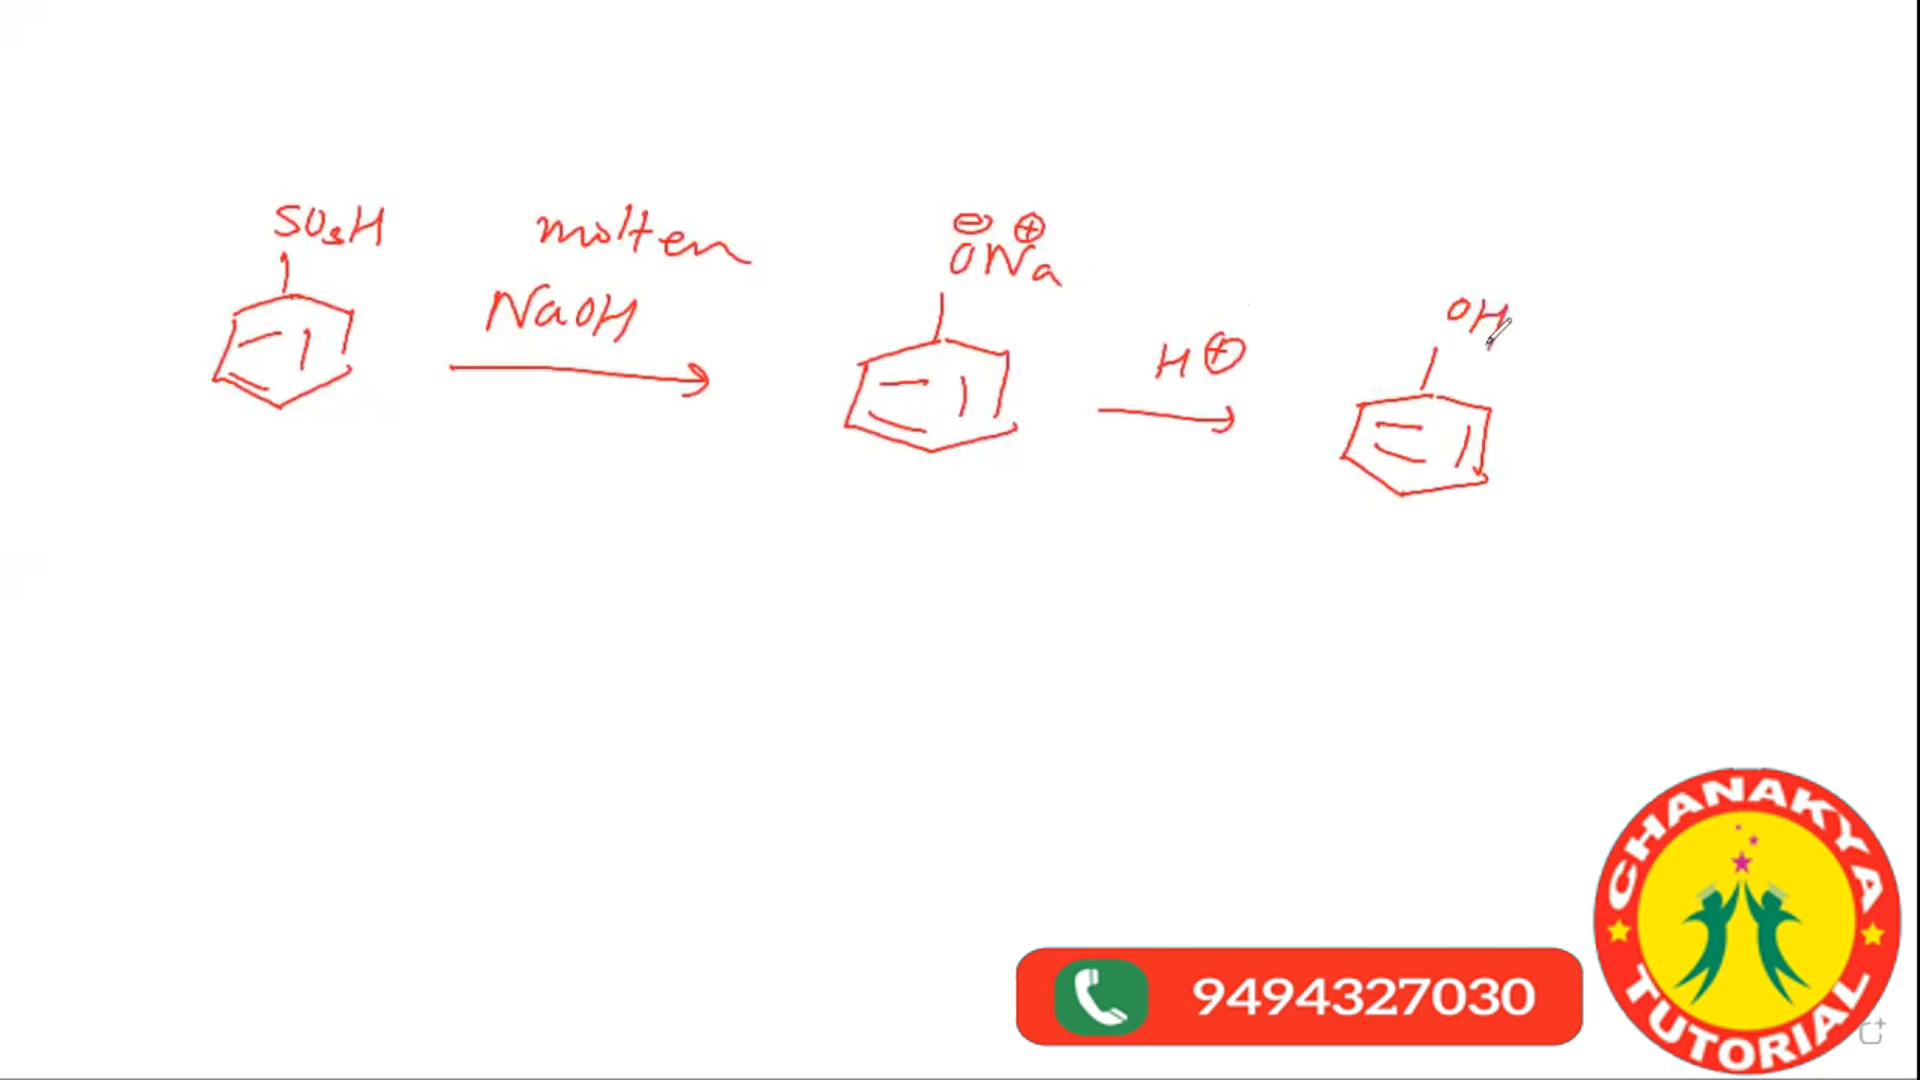 SO3H
molten
NaOH
⊖ ⊕
ONa
H⊕
OH
9494327030
CHANAKYA
TUTORIAL